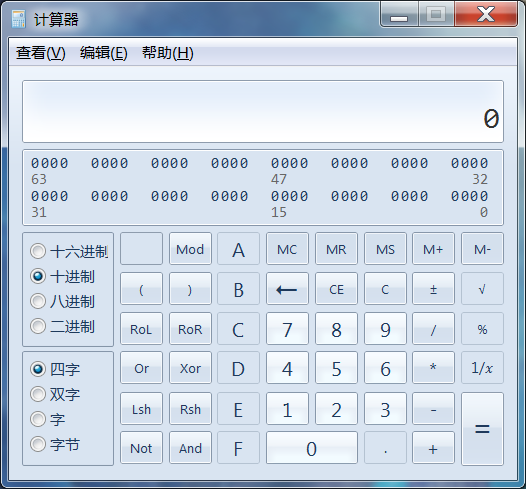 计算器
查看(V) 编辑(E) 帮助(H)
0
0000 0000 0000 0000 0000 0000 0000 0000
63 47 32
0000 0000 0000 0000 0000 0000 0000 0000
31 15 0
十六进制 Mod A MC MR MS M+ M-
十进制 ( ) B ← CE C ± √
八进制
二进制 RoL RoR C 7 8 9 / %
四字 Or Xor D 4 5 6 * 1/x
双字
字 Lsh Rsh E 1 2 3 - =
字节 Not And F 0 . +